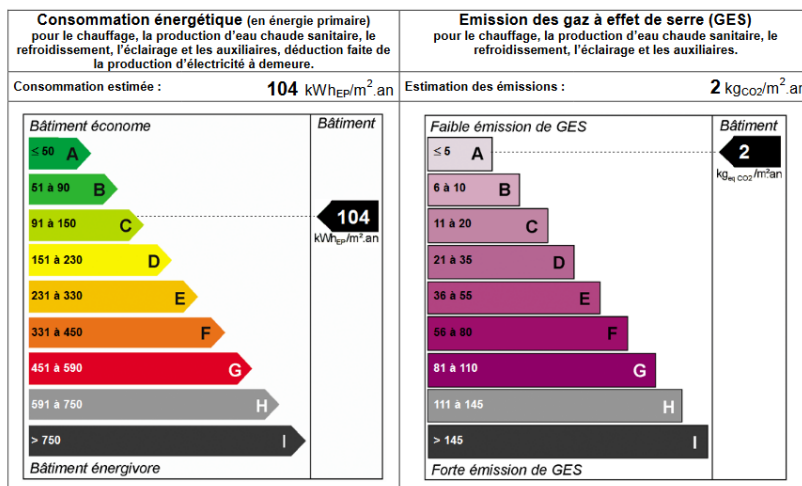 Consommation énergétique (en énergie primaire)
pour le chauffage, la production d'eau chaude sanitaire, le
refroidissement, l'éclairage et les auxiliaires, déduction faite de
la production d'électricité à demeure.
Consommation estimée : 104 kWhEP/m².an
Bâtiment économe
Bâtiment
≤ 50 A
51 à 90 B
91 à 150 C
104
kWhEP/m².an
151 à 230 D
231 à 330 E
331 à 450 F
451 à 590 G
591 à 750 H
> 750 I
Bâtiment énergivore
Emission des gaz à effet de serre (GES)
pour le chauffage, la production d'eau chaude sanitaire, le
refroidissement, l'éclairage et les auxiliaires.
Estimation des émissions : 2 kgCO2/m².an
Faible émission de GES
Bâtiment
≤ 5 A
2
kgeq CO2/m²an
6 à 10 B
11 à 20 C
21 à 35 D
36 à 55 E
56 à 80 F
81 à 110 G
111 à 145 H
> 145 I
Forte émission de GES